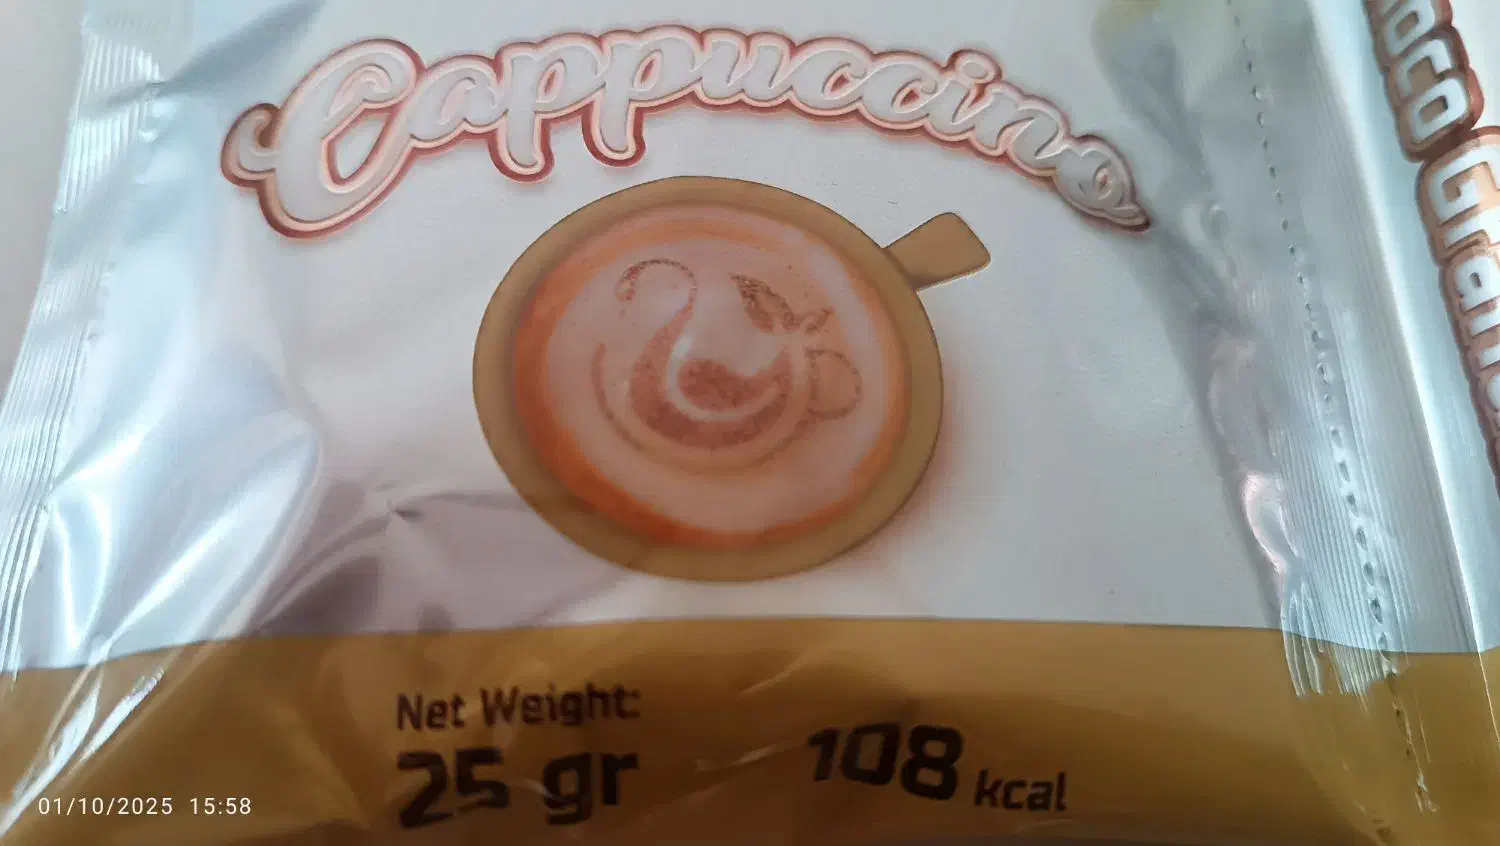 Cappuccino
Net Weight:
25 gr
108 kcal
01/10/2025 15:58